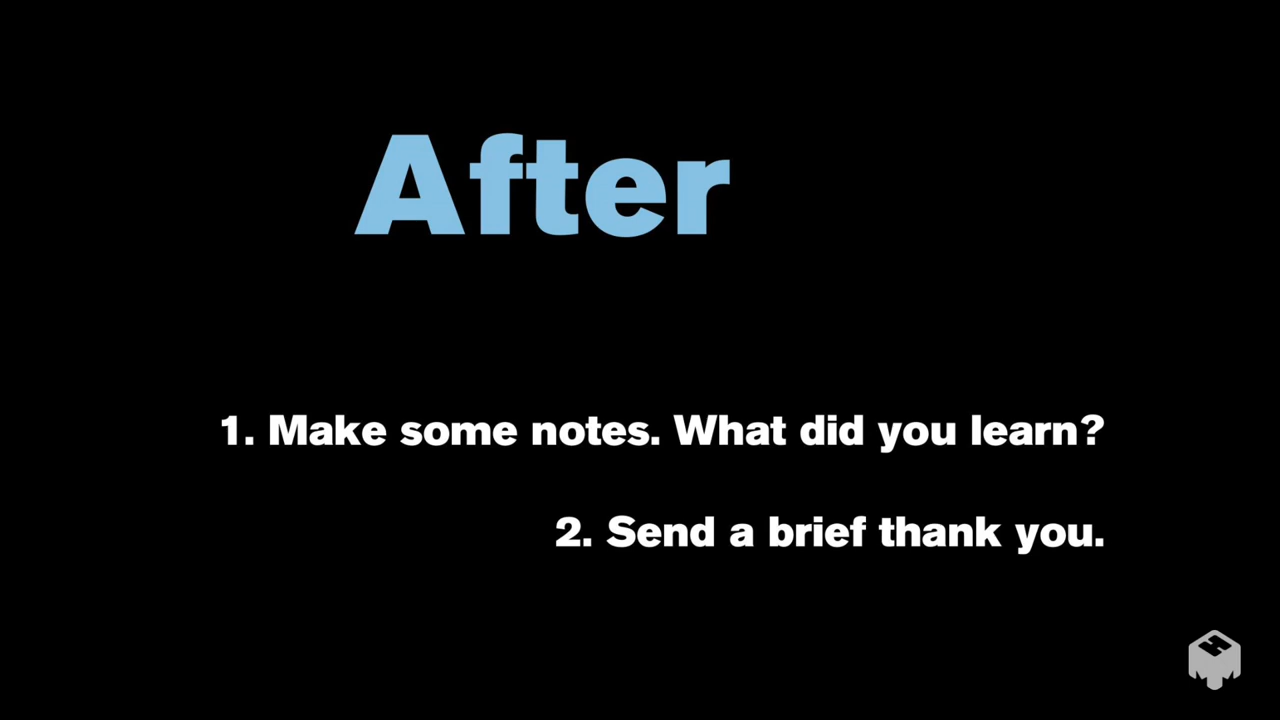 After
1. Make some notes. What did you learn?
2. Send a brief thank you.